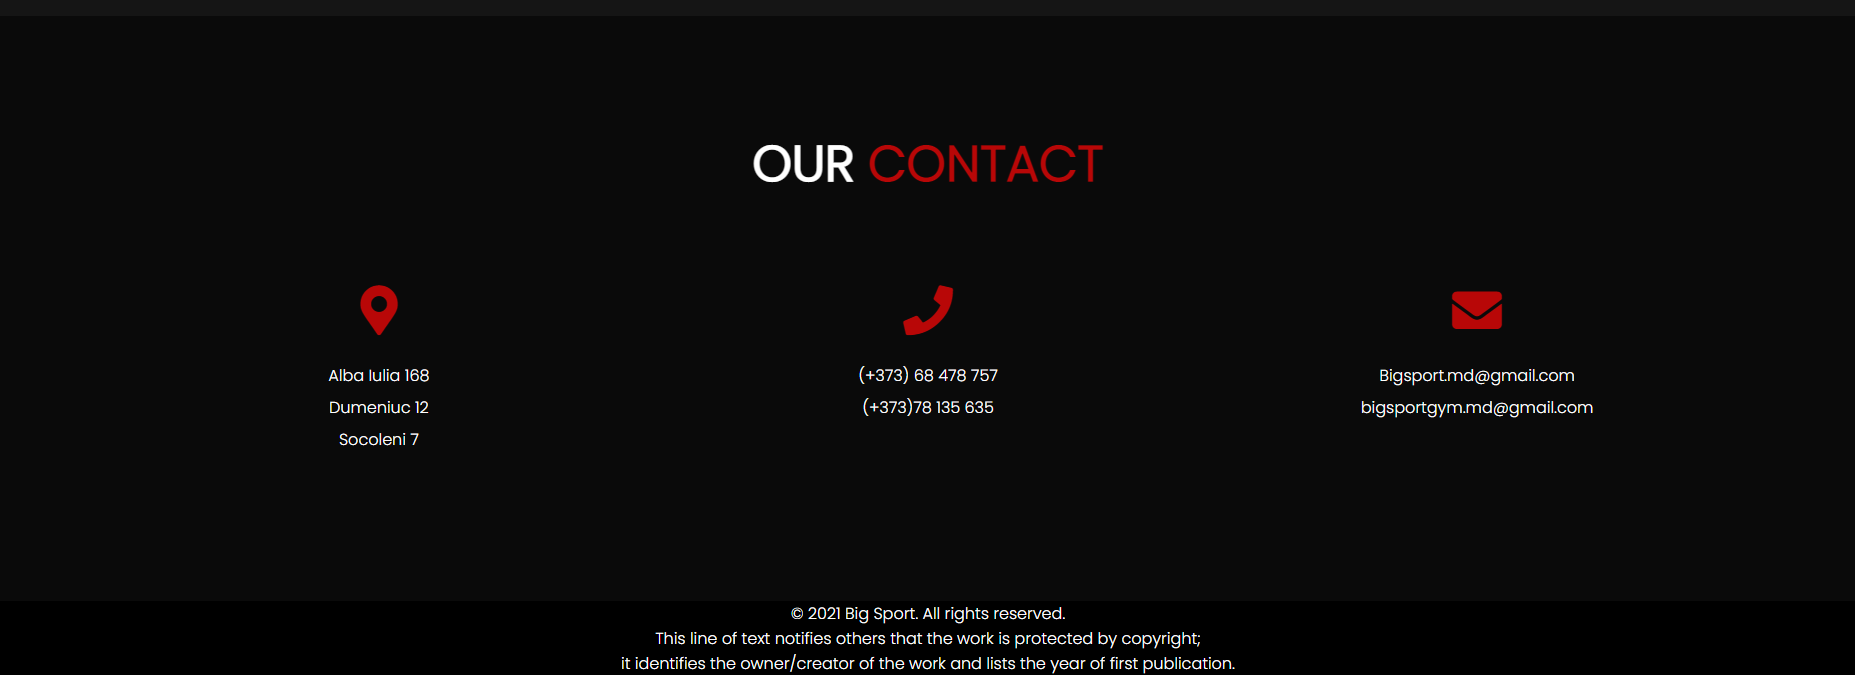 OUR CONTACT
Alba Iulia 168
Dumeniuc 12
Socoleni 7
(+373) 68 478 757
(+373)78 135 635
Bigsport.md@gmail.com
bigsportgym.md@gmail.com
© 2021 Big Sport. All rights reserved.
This line of text notifies others that the work is protected by copyright;
it identifies the owner/creator of the work and lists the year of first publication.